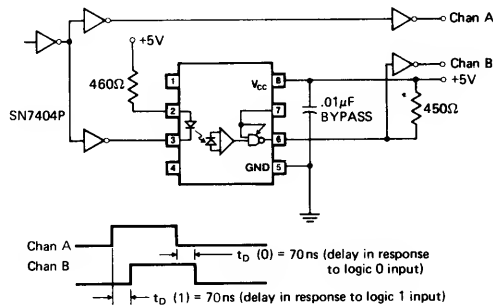 Chan A
+5V
Chan B
+5V
460Ω
1
VCC
8
SN7404P
2
7
.01μF
BYPASS
450Ω
3
6
4
GND
5
Chan A
tD (0) = 70ns (delay in response
to logic 0 input)
Chan B
tD (1) = 70ns (delay in response to logic 1 input)